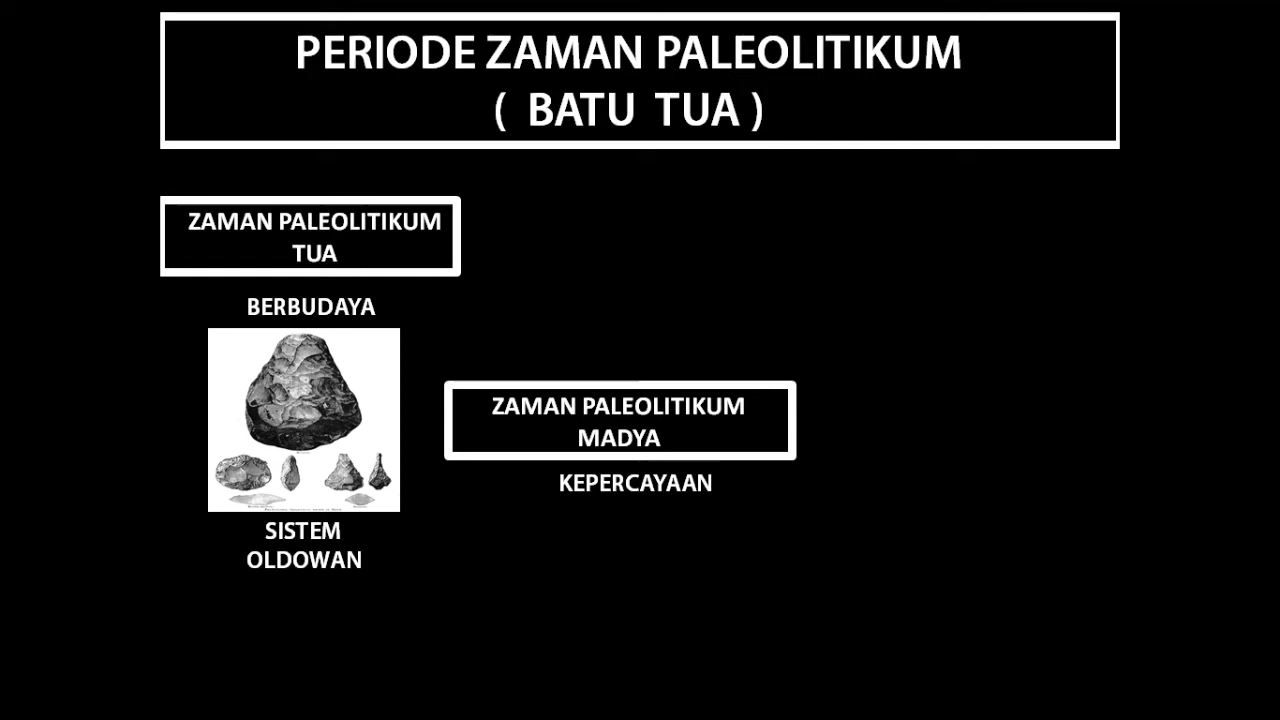 PERIODE ZAMAN PALEOLITIKUM
( BATU TUA )
ZAMAN PALEOLITIKUM
TUA
BERBUDAYA
SISTEM
OLDOWAN
ZAMAN PALEOLITIKUM
MADYA
KEPERCAYAAN